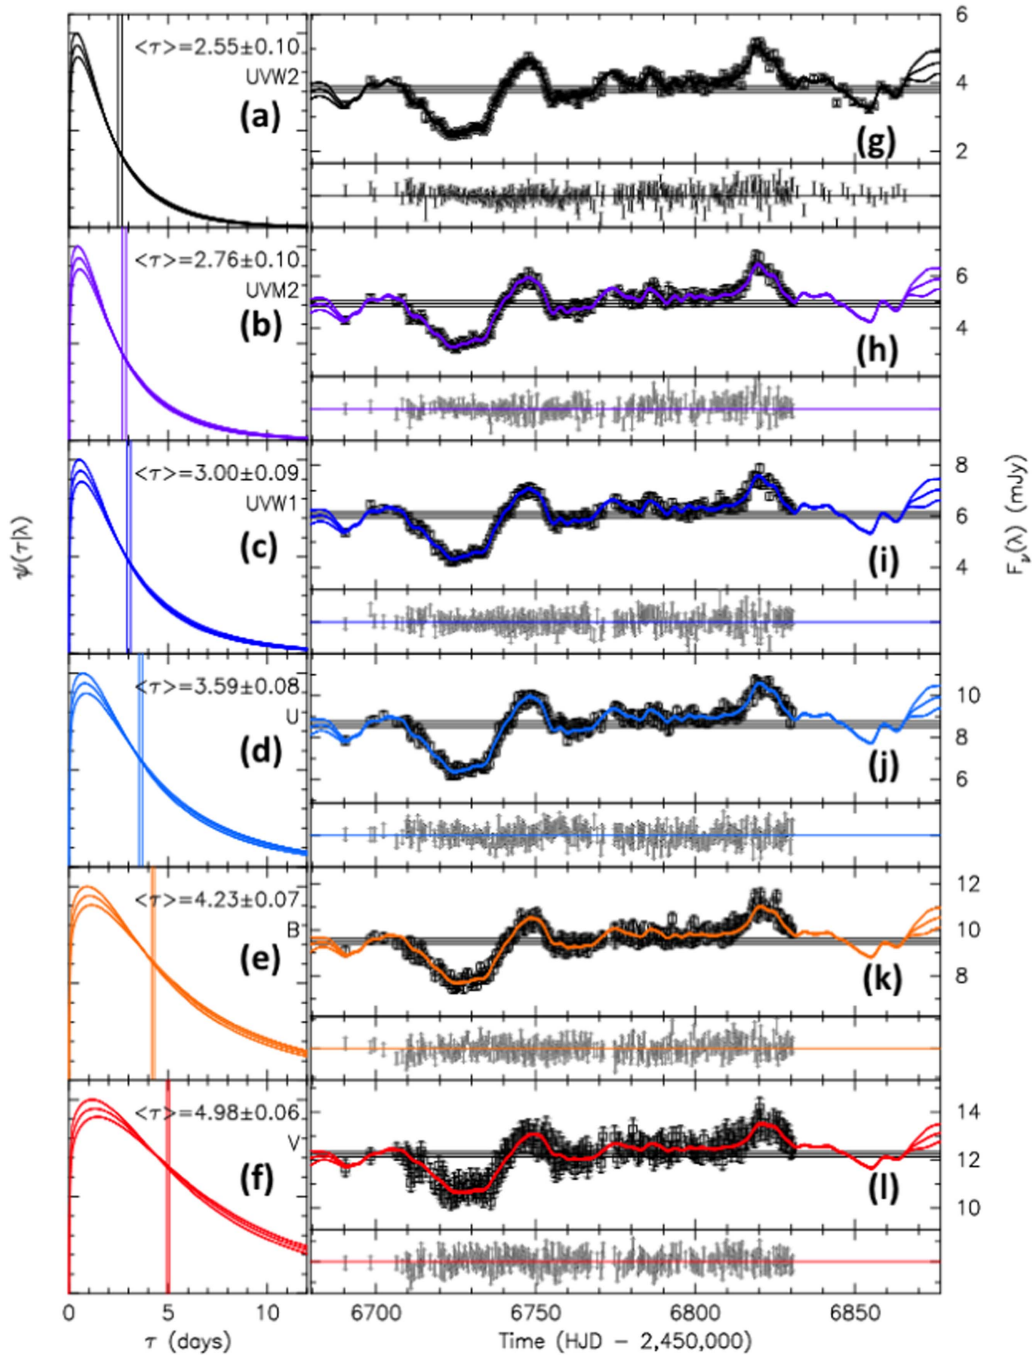 <τ>=2.55±0.10
UVW2
(a)
6
4
2
(g)
<τ>=2.76±0.10
UVM2
(b)
6
4
(h)
<τ>=3.00±0.09
UVW1
(c)
8
6
4
(i)
ψ(τ|λ)
Fν(λ) (mJy)
<τ>=3.59±0.08
U
(d)
10
8
6
(j)
<τ>=4.23±0.07
B
(e)
12
10
8
(k)
<τ>=4.98±0.06
V
(f)
14
12
10
(l)
0 5 10 6700 6750 6800 6850
τ (days) Time (HJD − 2,450,000)